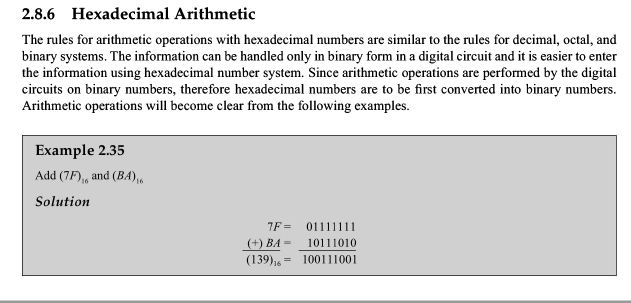 2.8.6 Hexadecimal Arithmetic
The rules for arithmetic operations with hexadecimal numbers are similar to the rules for decimal, octal, and
binary systems. The information can be handled only in binary form in a digital circuit and it is easier to enter
the information using hexadecimal number system. Since arithmetic operations are performed by the digital
circuits on binary numbers, therefore hexadecimal numbers are to be first converted into binary numbers.
Arithmetic operations will become clear from the following examples.
Example 2.35
Add (7F)₁₆ and (BA)₁₆
Solution
7F = 01111111
(+) BA = 10111010
(139)₁₆ = 100111001